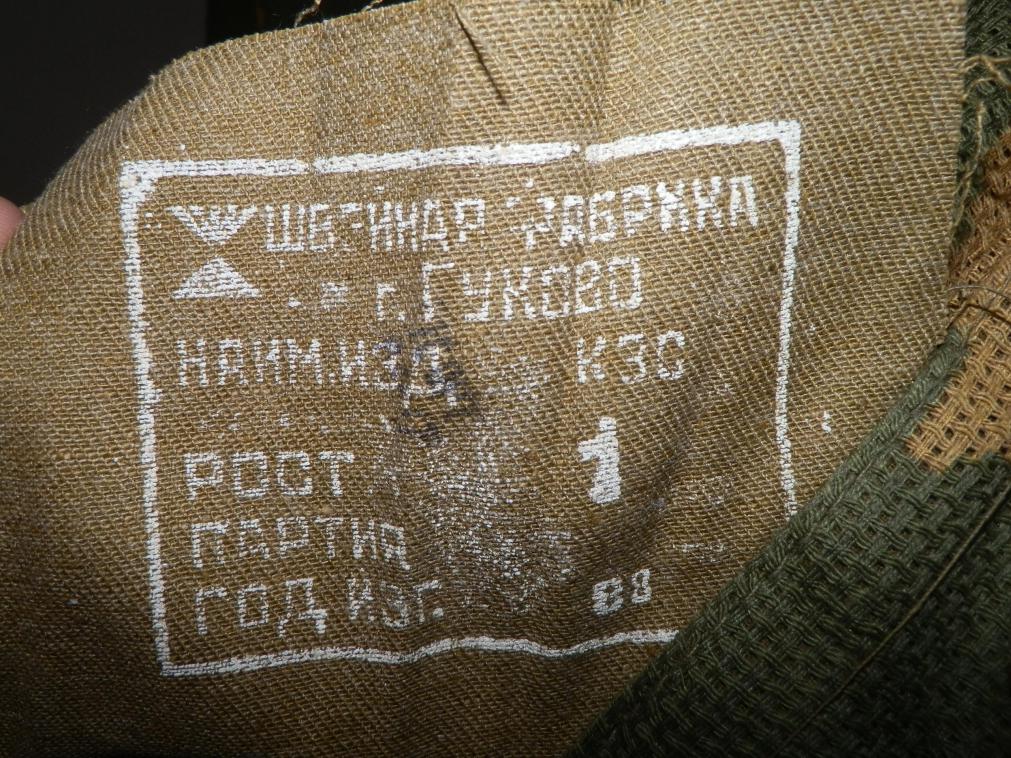 ШВЕЙНАЯ ФАБРИКА
г. ГУКОВО
НАИМ.ИЗД КЗС
РОСТ 1
ПАРТИЯ
ГОД ИЗГ. 88